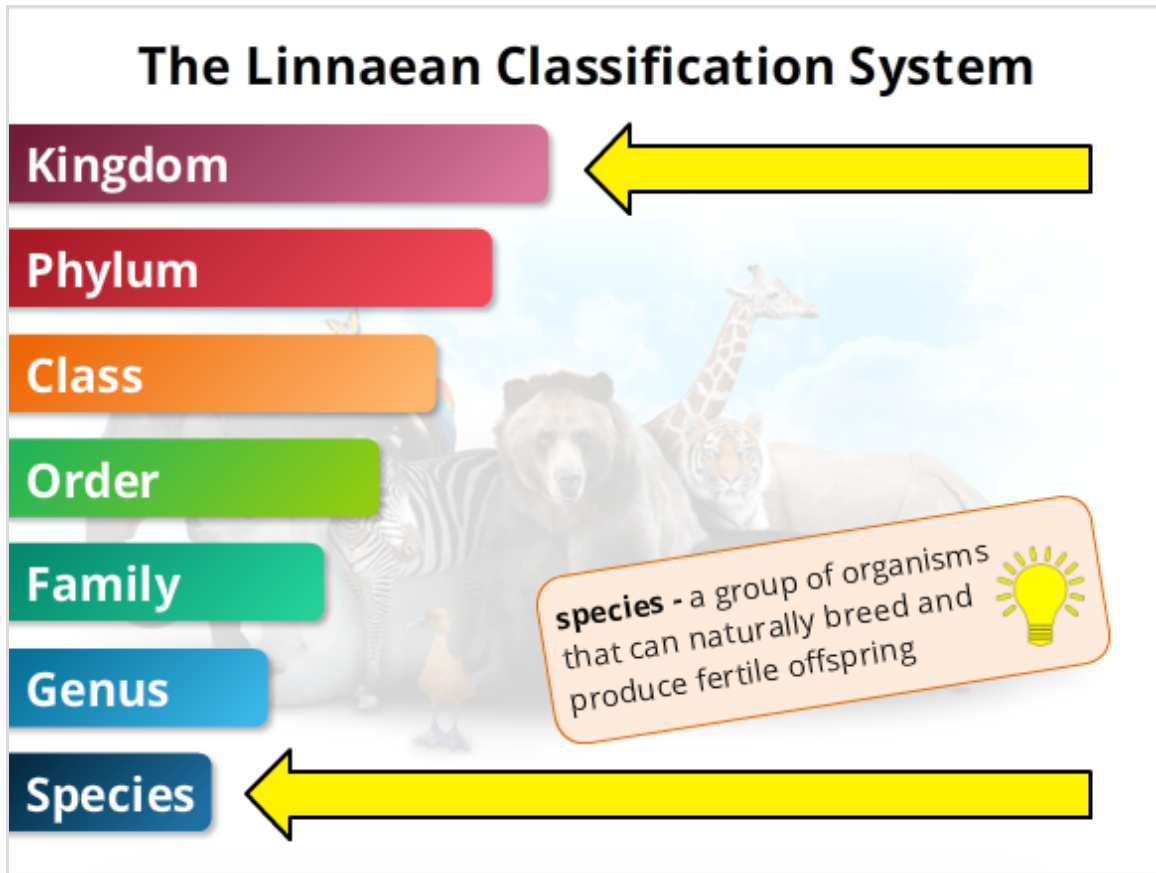 The Linnaean Classification System
Kingdom
Phylum
Class
Order
Family
Genus
Species
species - a group of organisms
that can naturally breed and
produce fertile offspring